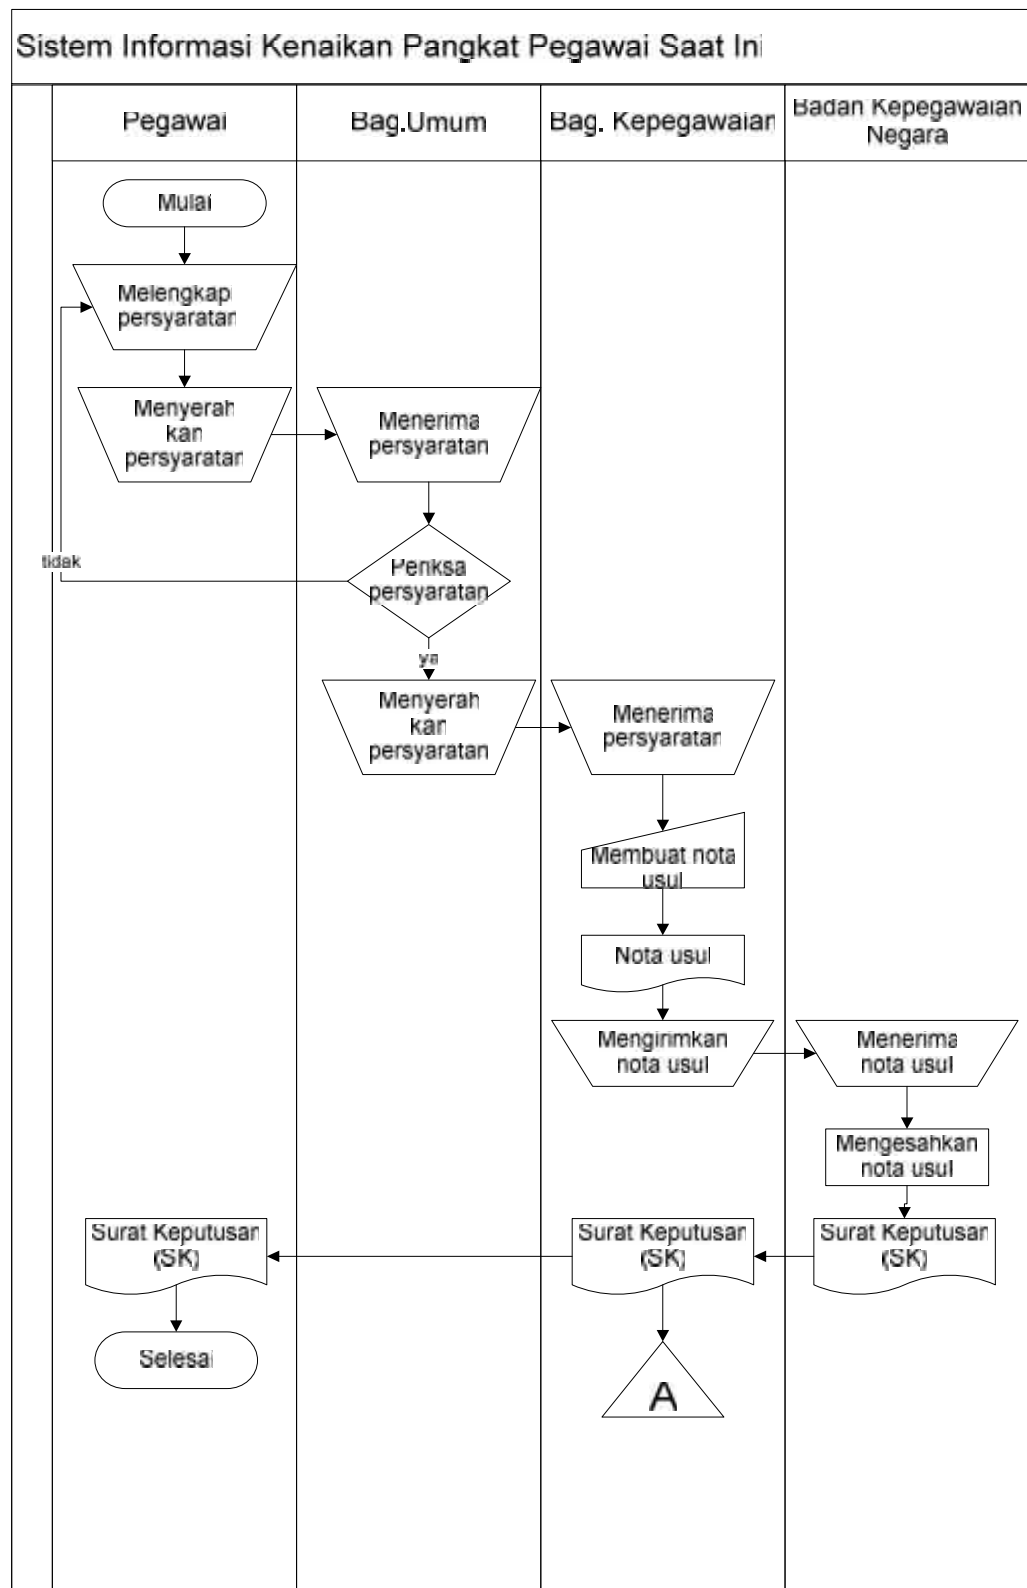 Sistem Informasi Kenaikan Pangkat Pegawai Saat Ini
Pegawai
Bag.Umum
Bag. Kepegawaian
Badan Kepegawaian
Negara
Mulai
Melengkapi
persyaratan
Menyerah
kan
persyaratan
Menerima
persyaratan
tidak
Periksa
persyaratan
ya
Menyerah
kan
persyaratan
Menerima
persyaratan
Membuat nota
usul
Nota usul
Mengirimkan
nota usul
Menerima
nota usul
Mengesahkan
nota usul
Surat Keputusan
(SK)
Surat Keputusan
(SK)
Surat Keputusan
(SK)
Selesai
A